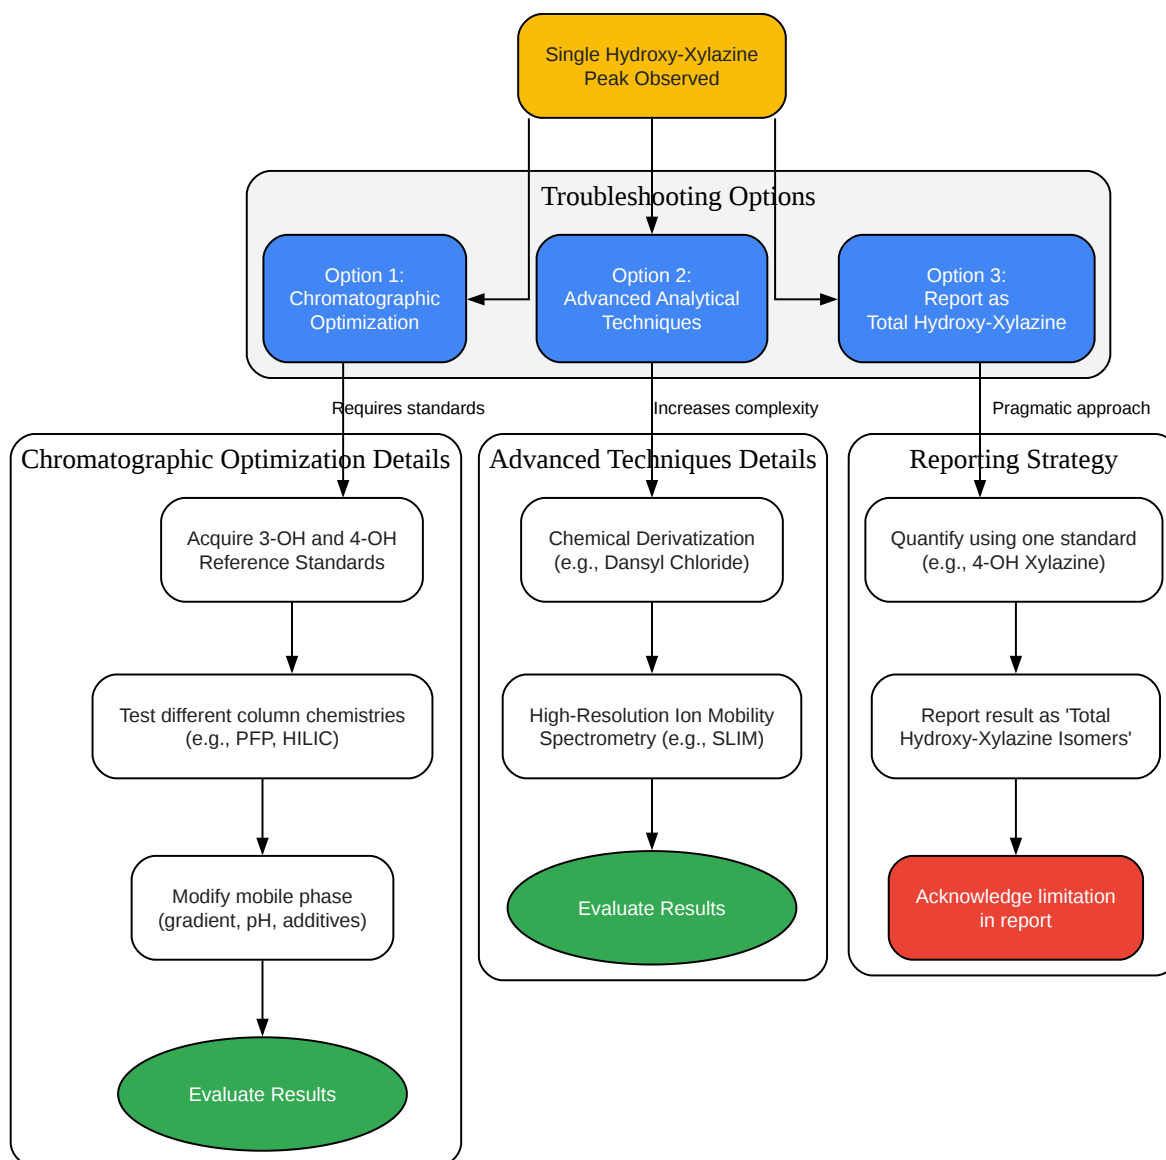 Single Hydroxy-Xylazine
Peak Observed
Troubleshooting Options
Option 1:
Chromatographic
Optimization
Option 2:
Advanced Analytical
Techniques
Option 3:
Report as
Total Hydroxy-Xylazine
Requires standards
Increases complexity
Pragmatic approach
Chromatographic Optimization Details
Acquire 3-OH and 4-OH
Reference Standards
Test different column chemistries
(e.g., PFP, HILIC)
Modify mobile phase
(gradient, pH, additives)
Evaluate Results
Advanced Techniques Details
Chemical Derivatization
(e.g., Dansyl Chloride)
High-Resolution Ion Mobility
Spectrometry (e.g., SLIM)
Evaluate Results
Reporting Strategy
Quantify using one standard
(e.g., 4-OH Xylazine)
Report result as 'Total
Hydroxy-Xylazine Isomers'
Acknowledge limitation
in report